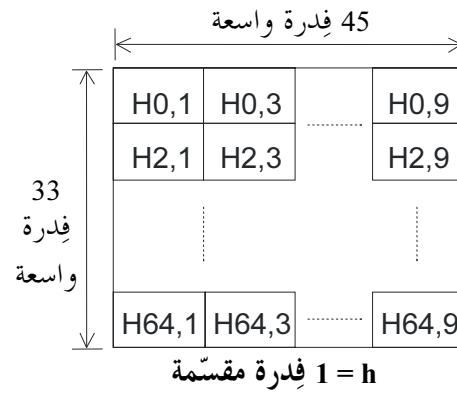 45 فِدرة واسعة
H0,1 H0,3 H0,9
H2,1 H2,3 H2,9
33
فِدرة
واسعة
H64,1 H64,3 H64,9
h = 1 فِدرة مقسّمة